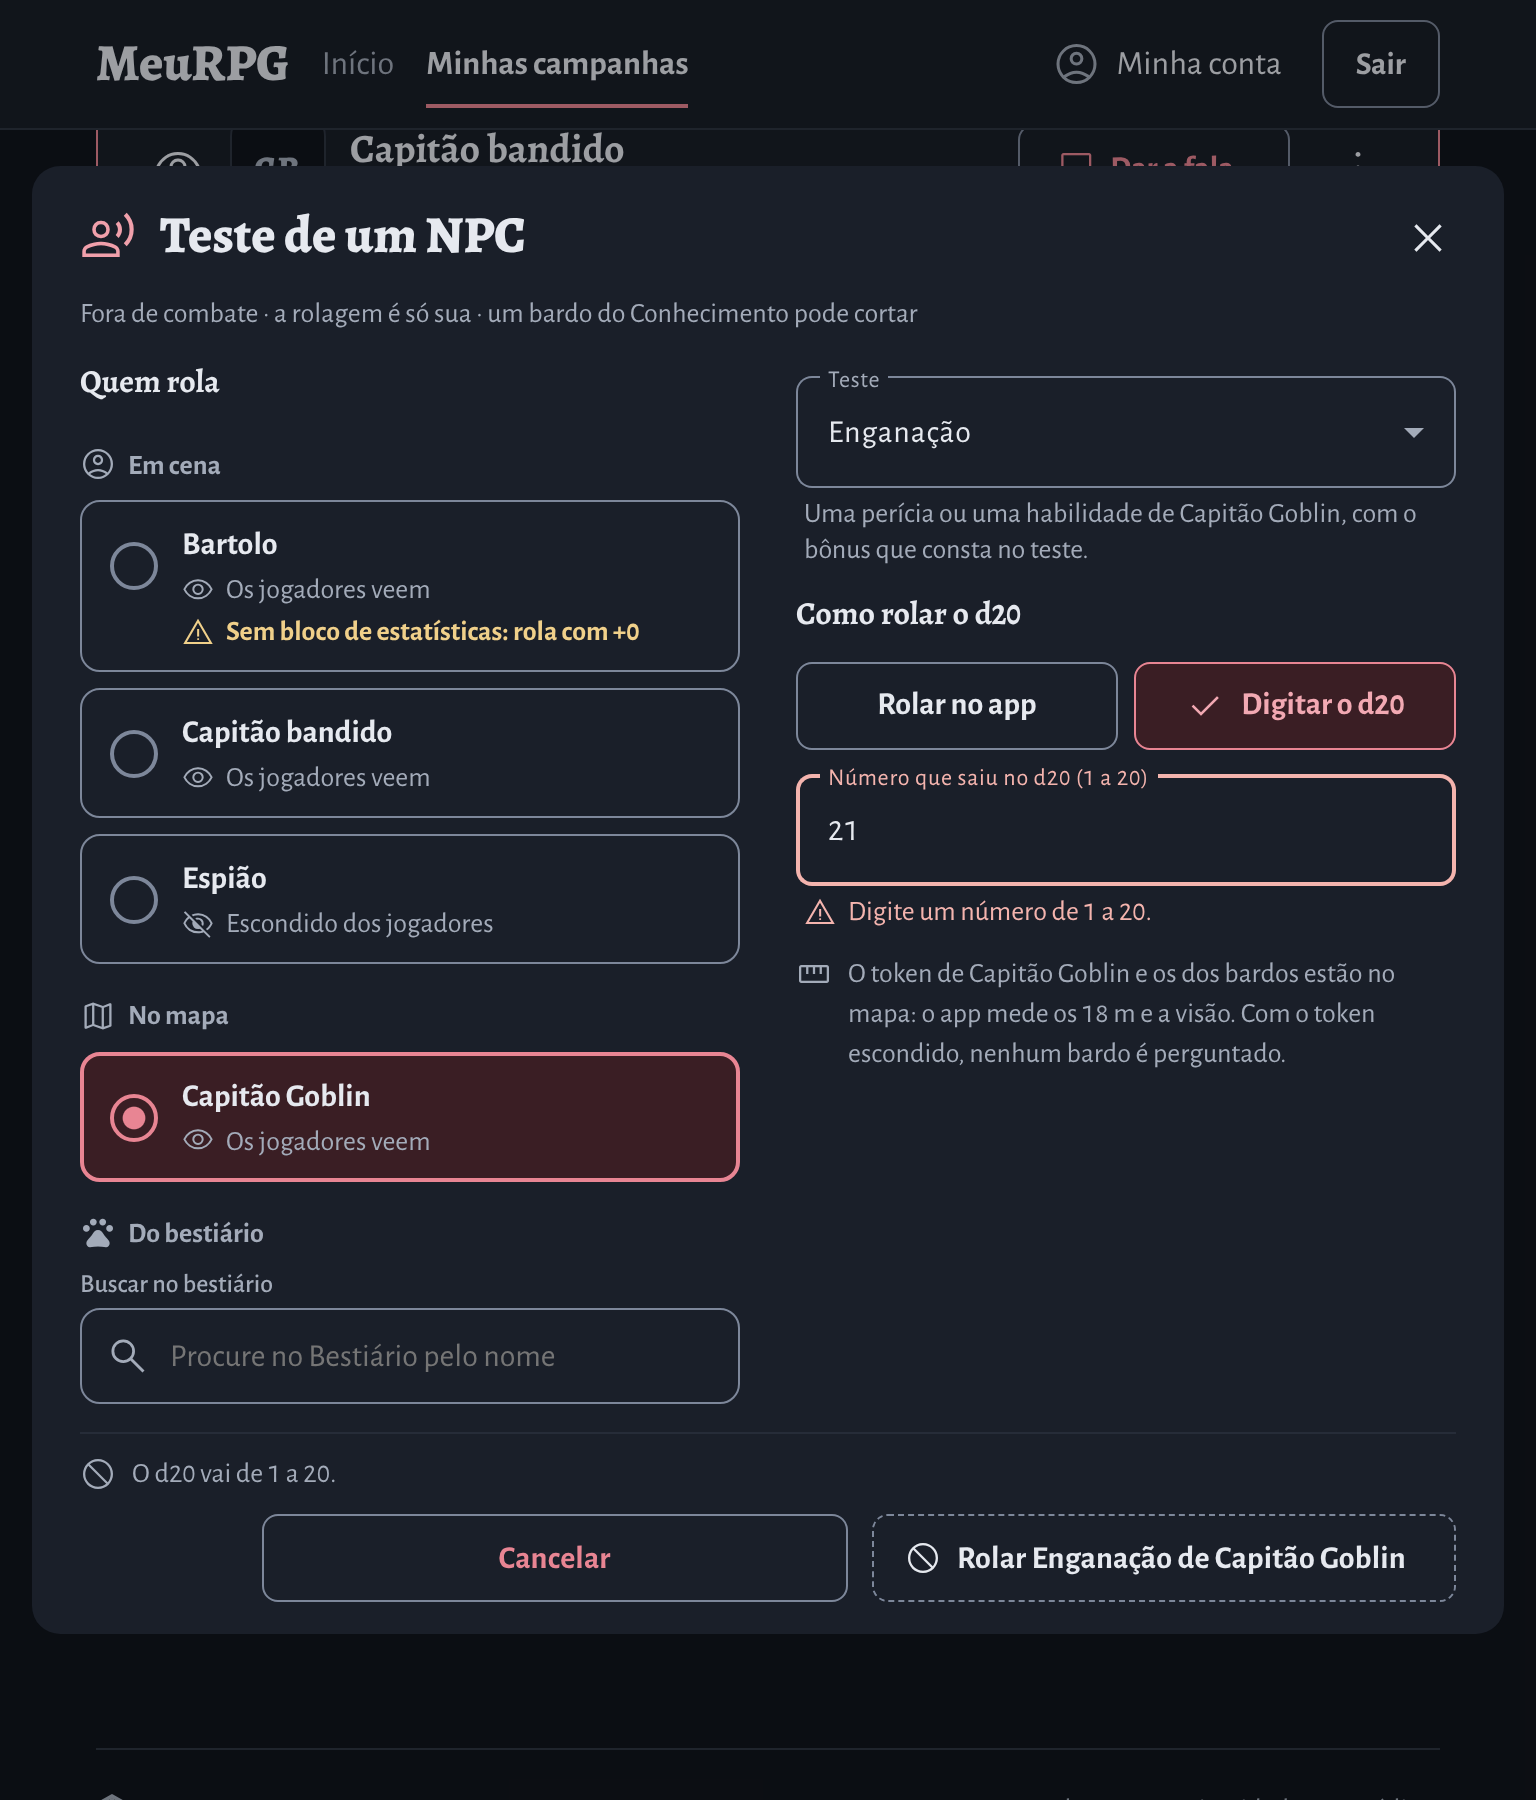 MeuRPG
Início
Minhas campanhas
Minha conta
Sair
Capitão bandido
Teste de um NPC
Fora de combate · a rolagem é só sua · um bardo do Conhecimento pode cortar
Quem rola
Em cena
Bartolo
Os jogadores veem
Sem bloco de estatísticas: rola com +0
Capitão bandido
Os jogadores veem
Espião
Escondido dos jogadores
No mapa
Capitão Goblin
Os jogadores veem
Do bestiário
Buscar no bestiário
Procure no Bestiário pelo nome
Teste
Enganação
Uma perícia ou uma habilidade de Capitão Goblin, com o
bônus que consta no teste.
Como rolar o d20
Rolar no app
Digitar o d20
Número que saiu no d20 (1 a 20)
21
Digite um número de 1 a 20.
O token de Capitão Goblin e os dos bardos estão no
mapa: o app mede os 18 m e a visão. Com o token
escondido, nenhum bardo é perguntado.
O d20 vai de 1 a 20.
Cancelar
Rolar Enganação de Capitão Goblin